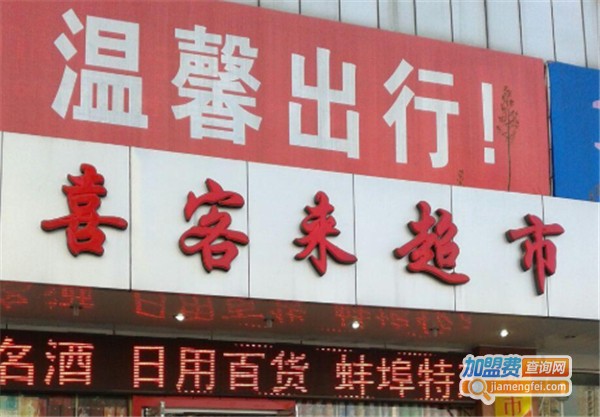 温馨出行!
喜客来超市
名酒 日用百货 蚌埠特
加盟费查询网
jiamengfei.com